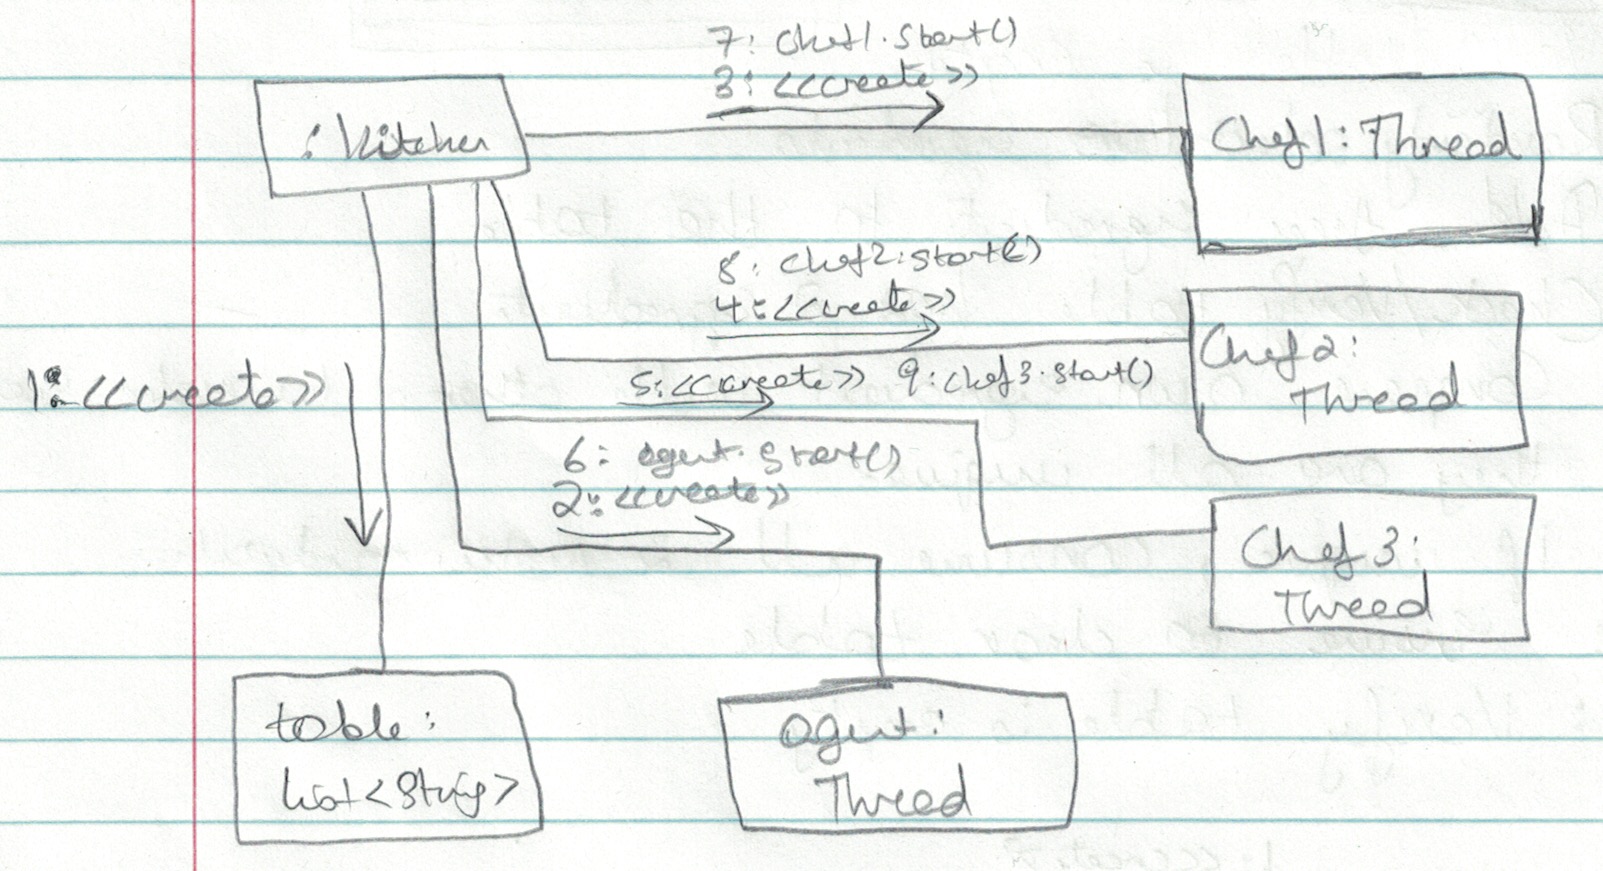 7: chef1.start()
3: <<create>>
: Kitchen
Chef1: Thread
8: chef2.start()
4: <<create>>
Chef2:
Thread
1: <<create>>
5: <<create>> 9: chef3.start()
6: agent.start()
2: <<create>>
Chef3:
Thread
table:
List<String>
agent:
Thread